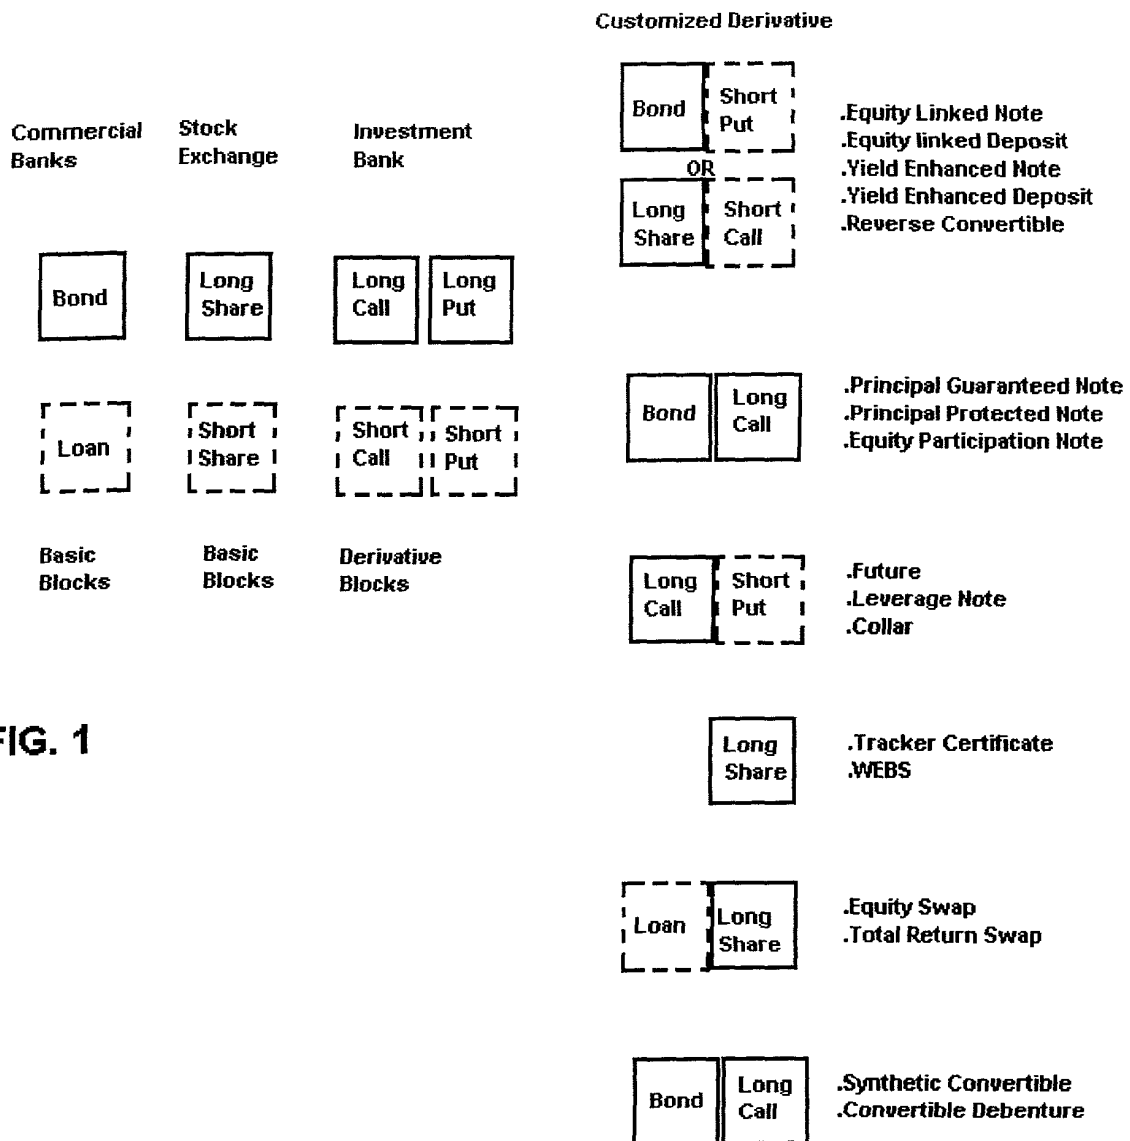 Customized Derivative
Commercial
Banks
Stock
Exchange
Investment
Bank
Bond
Long
Share
Long
Call
Long
Put
Loan
Short
Share
Short
Call
Short
Put
Basic
Blocks
Basic
Blocks
Derivative
Blocks
FIG. 1
Bond
Short
Put
OR
Long
Share
Short
Call
.Equity Linked Note
.Equity linked Deposit
.Yield Enhanced Note
.Yield Enhanced Deposit
.Reverse Convertible
Bond
Long
Call
.Principal Guaranteed Note
.Principal Protected Note
.Equity Participation Note
Long
Call
Short
Put
.Future
.Leverage Note
.Collar
Long
Share
.Tracker Certificate
.WEBS
Loan
Long
Share
.Equity Swap
.Total Return Swap
Bond
Long
Call
.Synthetic Convertible
.Convertible Debenture